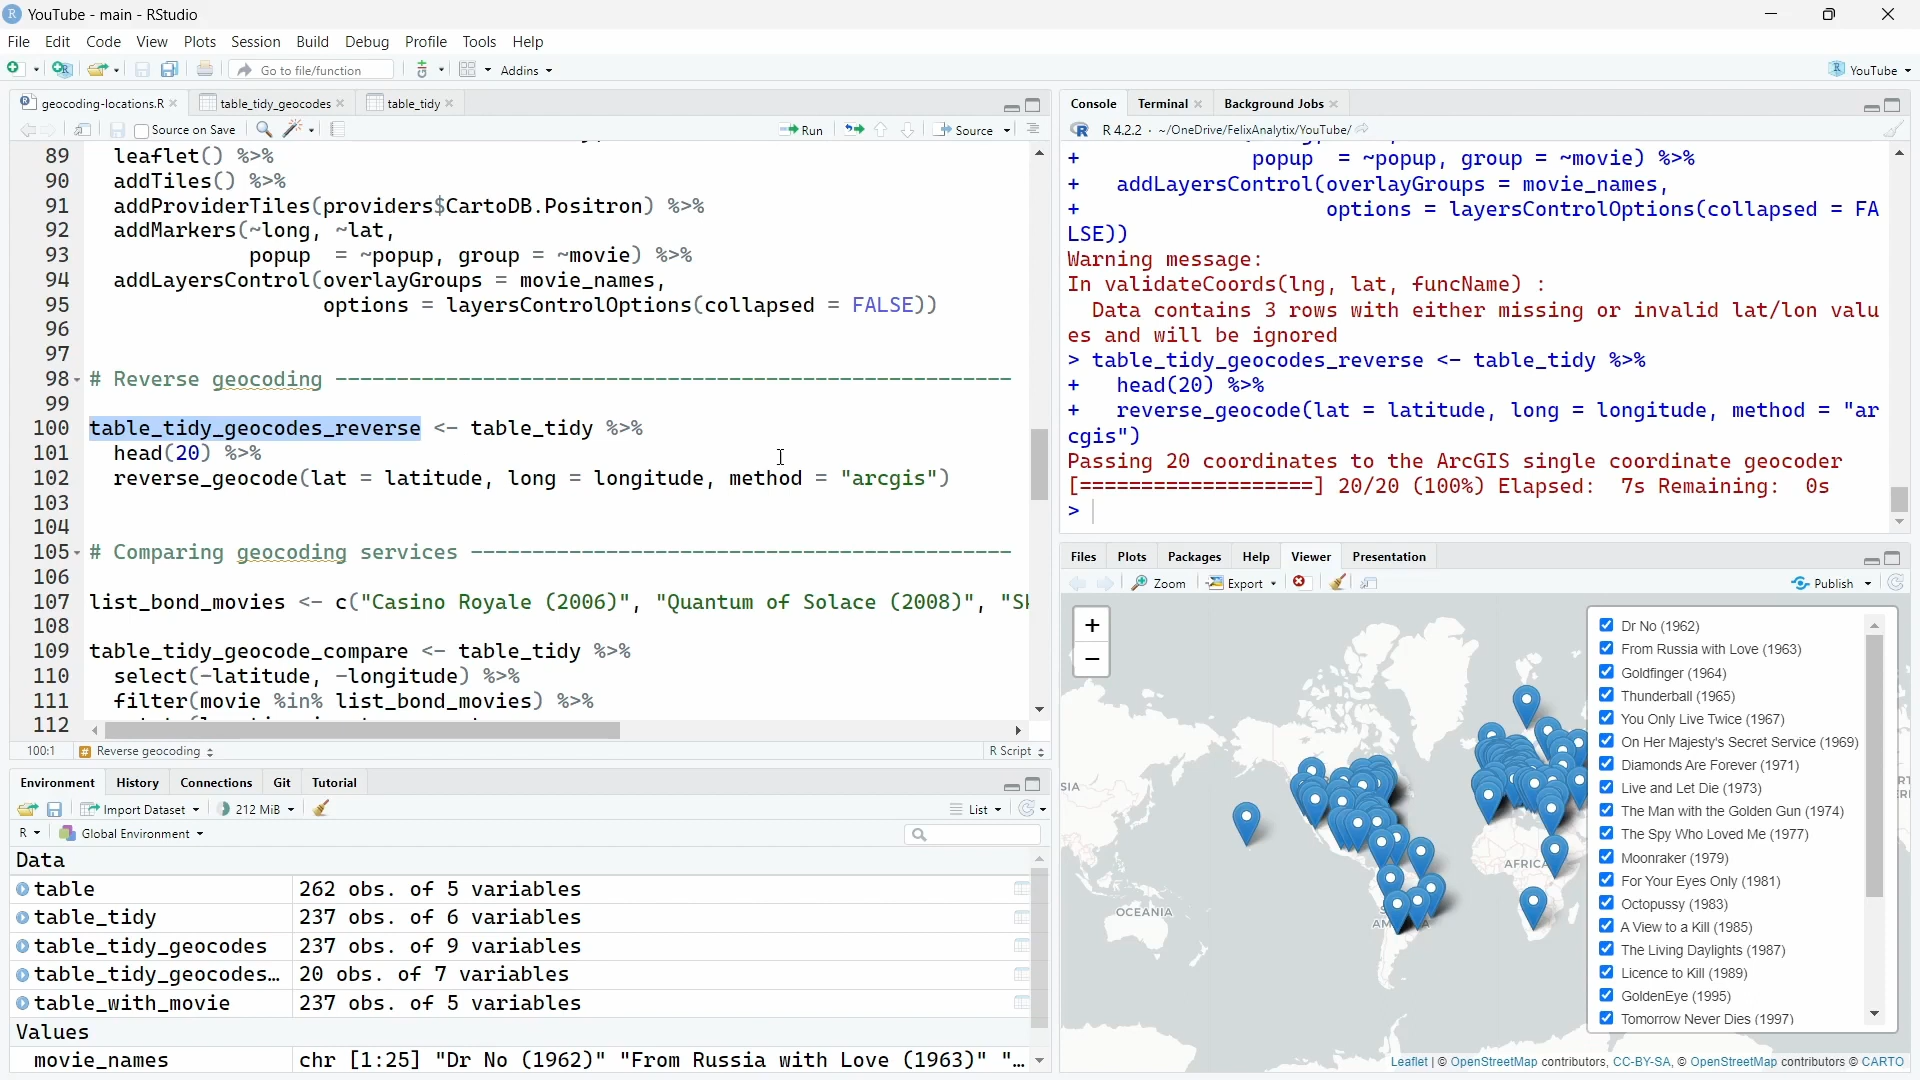 YouTube - main - RStudio
File Edit Code View Plots Session Build Debug Profile Tools Help
Go to file/function Addins YouTube
geocoding-locations.R table_tidy_geocodes table_tidy
Source on Save Run Source
89 leaflet() %>%
90 addTiles() %>%
91 addProviderTiles(providers$CartoDB.Positron) %>%
92 addMarkers(~long, ~lat,
93 popup = ~popup, group = ~movie) %>%
94 addLayersControl(overlayGroups = movie_names,
95 options = layersControlOptions(collapsed = FALSE))
96
97
98 # Reverse geocoding
99
100 table_tidy_geocodes_reverse <- table_tidy %>%
101 head(20) %>%
102 reverse_geocode(lat = latitude, long = longitude, method = "arcgis")
103
104
105 # Comparing geocoding services
106
107 list_bond_movies <- c("Casino Royale (2006)", "Quantum of Solace (2008)", "Sk
108
109 table_tidy_geocode_compare <- table_tidy %>%
110 select(-latitude, -longitude) %>%
111 filter(movie %in% list_bond_movies) %>%
112
100:1 # Reverse geocoding R Script
Environment History Connections Git Tutorial
Import Dataset 212 MiB List
R Global Environment
Data
table 262 obs. of 5 variables
table_tidy 237 obs. of 6 variables
table_tidy_geocodes 237 obs. of 9 variables
table_tidy_geocodes… 20 obs. of 7 variables
table_with_movie 237 obs. of 5 variables
Values
movie_names chr [1:25] "Dr No (1962)" "From Russia with Love (1963)" "…
Console Terminal Background Jobs
R 4.2.2 · ~/OneDrive/FelixAnalytix/YouTube/
+ popup = ~popup, group = ~movie) %>%
+ addLayersControl(overlayGroups = movie_names,
+ options = layersControlOptions(collapsed = FA
LSE))
Warning message:
In validateCoords(lng, lat, funcName) :
Data contains 3 rows with either missing or invalid lat/lon valu
es and will be ignored
> table_tidy_geocodes_reverse <- table_tidy %>%
+ head(20) %>%
+ reverse_geocode(lat = latitude, long = longitude, method = "ar
cgis")
Passing 20 coordinates to the ArcGIS single coordinate geocoder
[===================] 20/20 (100%) Elapsed: 7s Remaining: 0s
>
Files Plots Packages Help Viewer Presentation
Zoom Export Publish
+
−
SIA
OCEANIA
AFRICA
Dr No (1962)
From Russia with Love (1963)
Goldfinger (1964)
Thunderball (1965)
You Only Live Twice (1967)
On Her Majesty's Secret Service (1969)
Diamonds Are Forever (1971)
Live and Let Die (1973)
The Man with the Golden Gun (1974)
The Spy Who Loved Me (1977)
Moonraker (1979)
For Your Eyes Only (1981)
Octopussy (1983)
A View to a Kill (1985)
The Living Daylights (1987)
Licence to Kill (1989)
GoldenEye (1995)
Tomorrow Never Dies (1997)
Leaflet | © OpenStreetMap contributors, CC-BY-SA, © OpenStreetMap contributors © CARTO